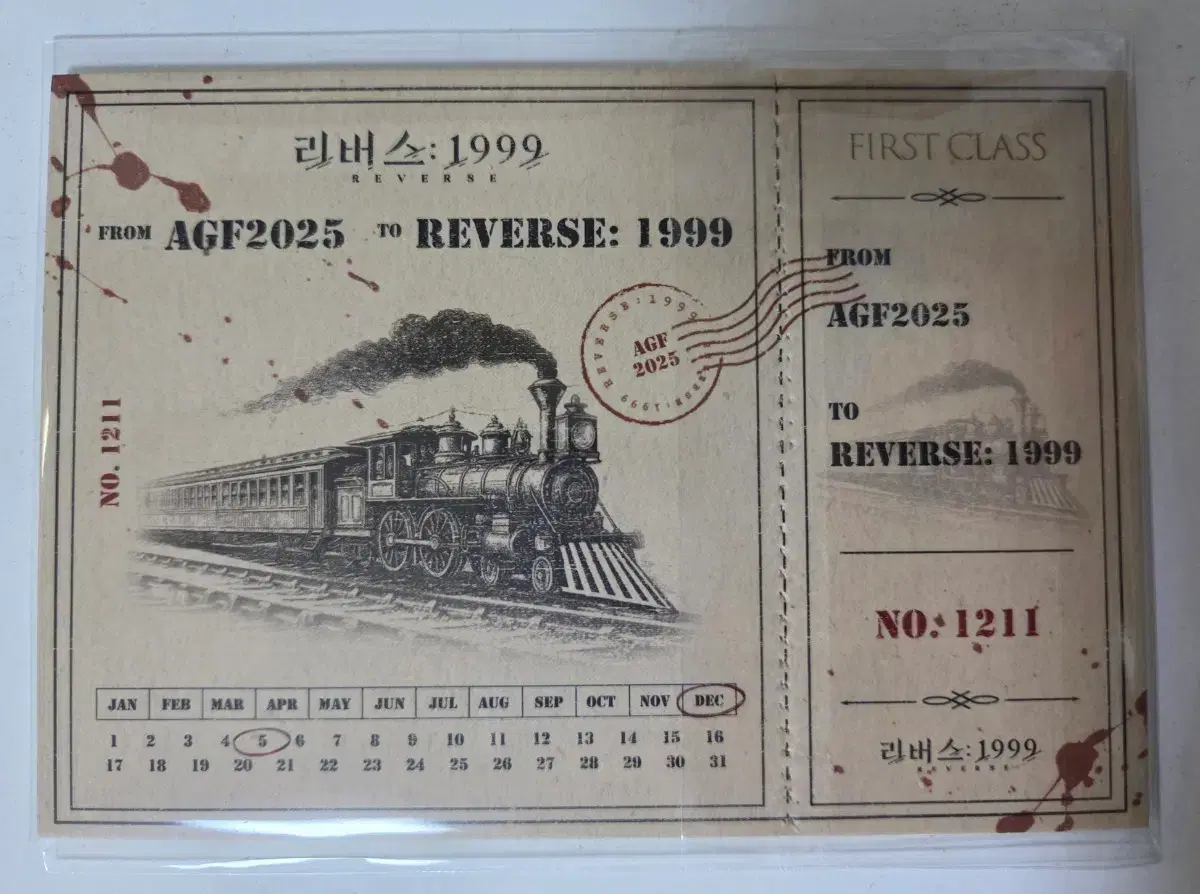 리버스: 1999
REVERSE
FROM AGF2025 TO REVERSE: 1999
REVERSE: 1999
AGF
2025
NO. 1211
JAN FEB MAR APR MAY JUN JUL AUG SEP OCT NOV DEC
1 2 3 4 5 6 7 8 9 10 11 12 13 14 15 16
17 18 19 20 21 22 23 24 25 26 27 28 29 30 31
FIRST CLASS
FROM
AGF2025
TO
REVERSE: 1999
NO. 1211
리버스: 1999
REVERSE